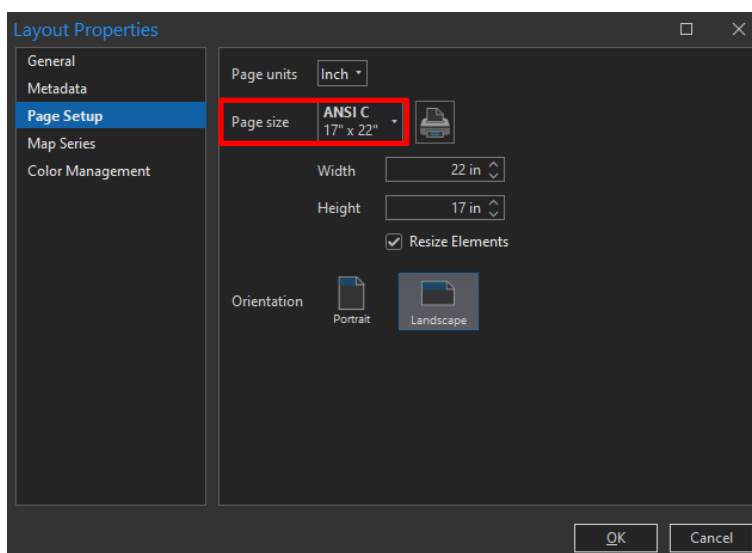 Layout Properties
General
Metadata
Page Setup
Map Series
Color Management
Page units Inch
Page size ANSI C
17" x 22"
Width 22 in
Height 17 in
Resize Elements
Orientation
Portrait
Landscape
OK Cancel